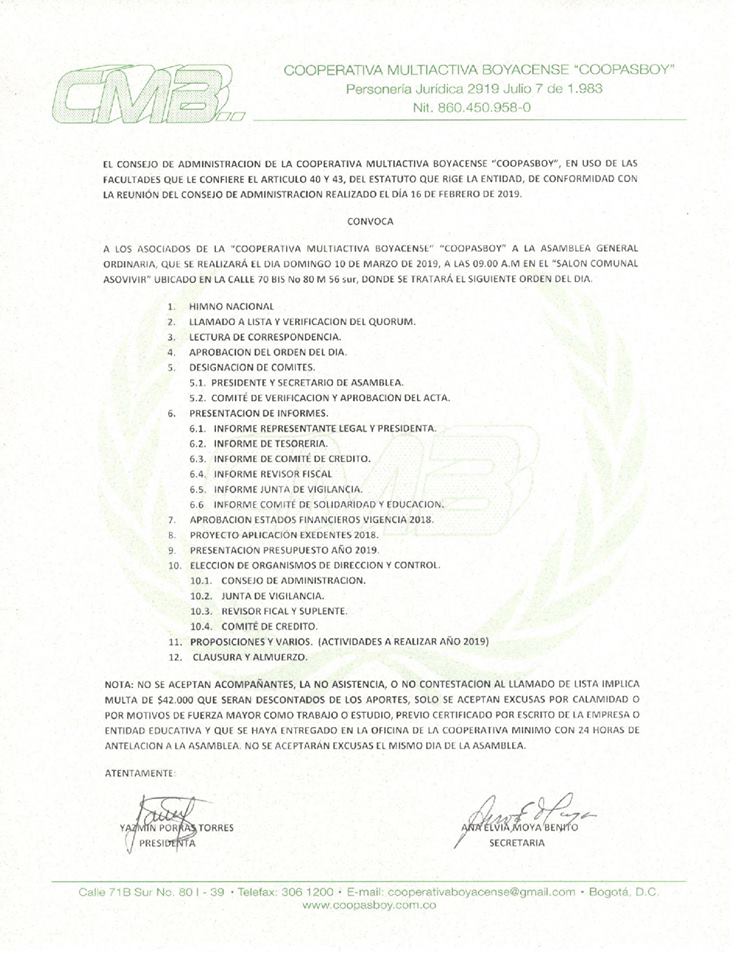 CMB..
COOPERATIVA MULTIACTIVA BOYACENSE "COOPASBOY"
Personería Jurídica 2919 Julio 7 de 1.983
Nit. 860.450.958-0
EL CONSEJO DE ADMINISTRACION DE LA COOPERATIVA MULTIACTIVA BOYACENSE "COOPASBOY", EN USO DE LAS
FACULTADES QUE LE CONFIERE EL ARTICULO 40 Y 43, DEL ESTATUTO QUE RIGE LA ENTIDAD, DE CONFORMIDAD CON
LA REUNIÓN DEL CONSEJO DE ADMINISTRACION REALIZADO EL DÍA 16 DE FEBRERO DE 2019.
CONVOCA
A LOS ASOCIADOS DE LA "COOPERATIVA MULTIACTIVA BOYACENSE" "COOPASBOY" A LA ASAMBLEA GENERAL
ORDINARIA, QUE SE REALIZARÁ EL DIA DOMINGO 10 DE MARZO DE 2019, A LAS 09.00 A.M EN EL "SALON COMUNAL
ASOVIVIR" UBICADO EN LA CALLE 70 BIS No 80 M 56 sur, DONDE SE TRATARÁ EL SIGUIENTE ORDEN DEL DIA.
1. HIMNO NACIONAL
2. LLAMADO A LISTA Y VERIFICACION DEL QUORUM.
3. LECTURA DE CORRESPONDENCIA.
4. APROBACION DEL ORDEN DEL DIA.
5. DESIGNACION DE COMITES.
5.1. PRESIDENTE Y SECRETARIO DE ASAMBLEA.
5.2. COMITÉ DE VERIFICACION Y APROBACION DEL ACTA.
6. PRESENTACION DE INFORMES.
6.1. INFORME REPRESENTANTE LEGAL Y PRESIDENTA.
6.2. INFORME DE TESORERIA.
6.3. INFORME DE COMITÉ DE CREDITO.
6.4. INFORME REVISOR FISCAL
6.5. INFORME JUNTA DE VIGILANCIA.
6.6 INFORME COMITÉ DE SOLIDARIDAD Y EDUCACION.
7. APROBACION ESTADOS FINANCIEROS VIGENCIA 2018.
8. PROYECTO APLICACIÓN EXEDENTES 2018.
9. PRESENTACION PRESUPUESTO AÑO 2019.
10. ELECCION DE ORGANISMOS DE DIRECCION Y CONTROL.
10.1. CONSEJO DE ADMINISTRACION.
10.2. JUNTA DE VIGILANCIA.
10.3. REVISOR FICAL Y SUPLENTE.
10.4. COMITÉ DE CREDITO.
11. PROPOSICIONES Y VARIOS. (ACTIVIDADES A REALIZAR AÑO 2019)
12. CLAUSURA Y ALMUERZO.
NOTA: NO SE ACEPTAN ACOMPAÑANTES, LA NO ASISTENCIA, O NO CONTESTACION AL LLAMADO DE LISTA IMPLICA
MULTA DE $42.000 QUE SERAN DESCONTADOS DE LOS APORTES, SOLO SE ACEPTAN EXCUSAS POR CALAMIDAD O
POR MOTIVOS DE FUERZA MAYOR COMO TRABAJO O ESTUDIO, PREVIO CERTIFICADO POR ESCRITO DE LA EMPRESA O
ENTIDAD EDUCATIVA Y QUE SE HAYA ENTREGADO EN LA OFICINA DE LA COOPERATIVA MINIMO CON 24 HORAS DE
ANTELACION A LA ASAMBLEA. NO SE ACEPTARÁN EXCUSAS EL MISMO DIA DE LA ASAMBLEA.
ATENTAMENTE:
YAZMIN PORRAS TORRES
PRESIDENTA
ANA ELVIA MOYA BENITO
SECRETARIA
Calle 71B Sur No. 80 I - 39 • Telefax: 306 1200 • E-mail: cooperativaboyacense@gmail.com • Bogotá, D.C.
www.coopasboy.com.co